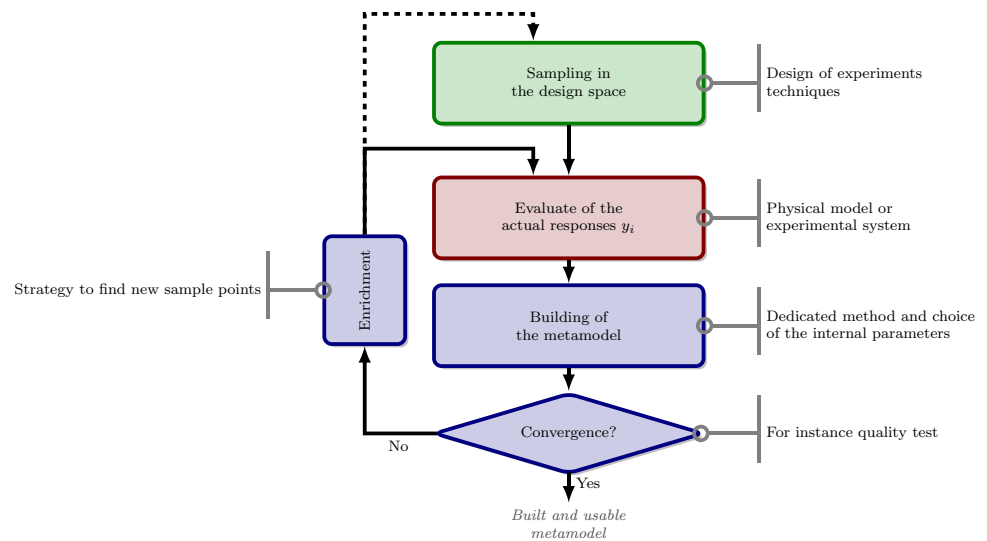 Sampling in
the design space
Design of experiments
techniques
Evaluate of the
actual responses y_i
Physical model or
experimental system
Enrichment
Strategy to find new sample points
Building of
the metamodel
Dedicated method and choice
of the internal parameters
Convergence?
For instance quality test
No
Yes
Built and usable
metamodel